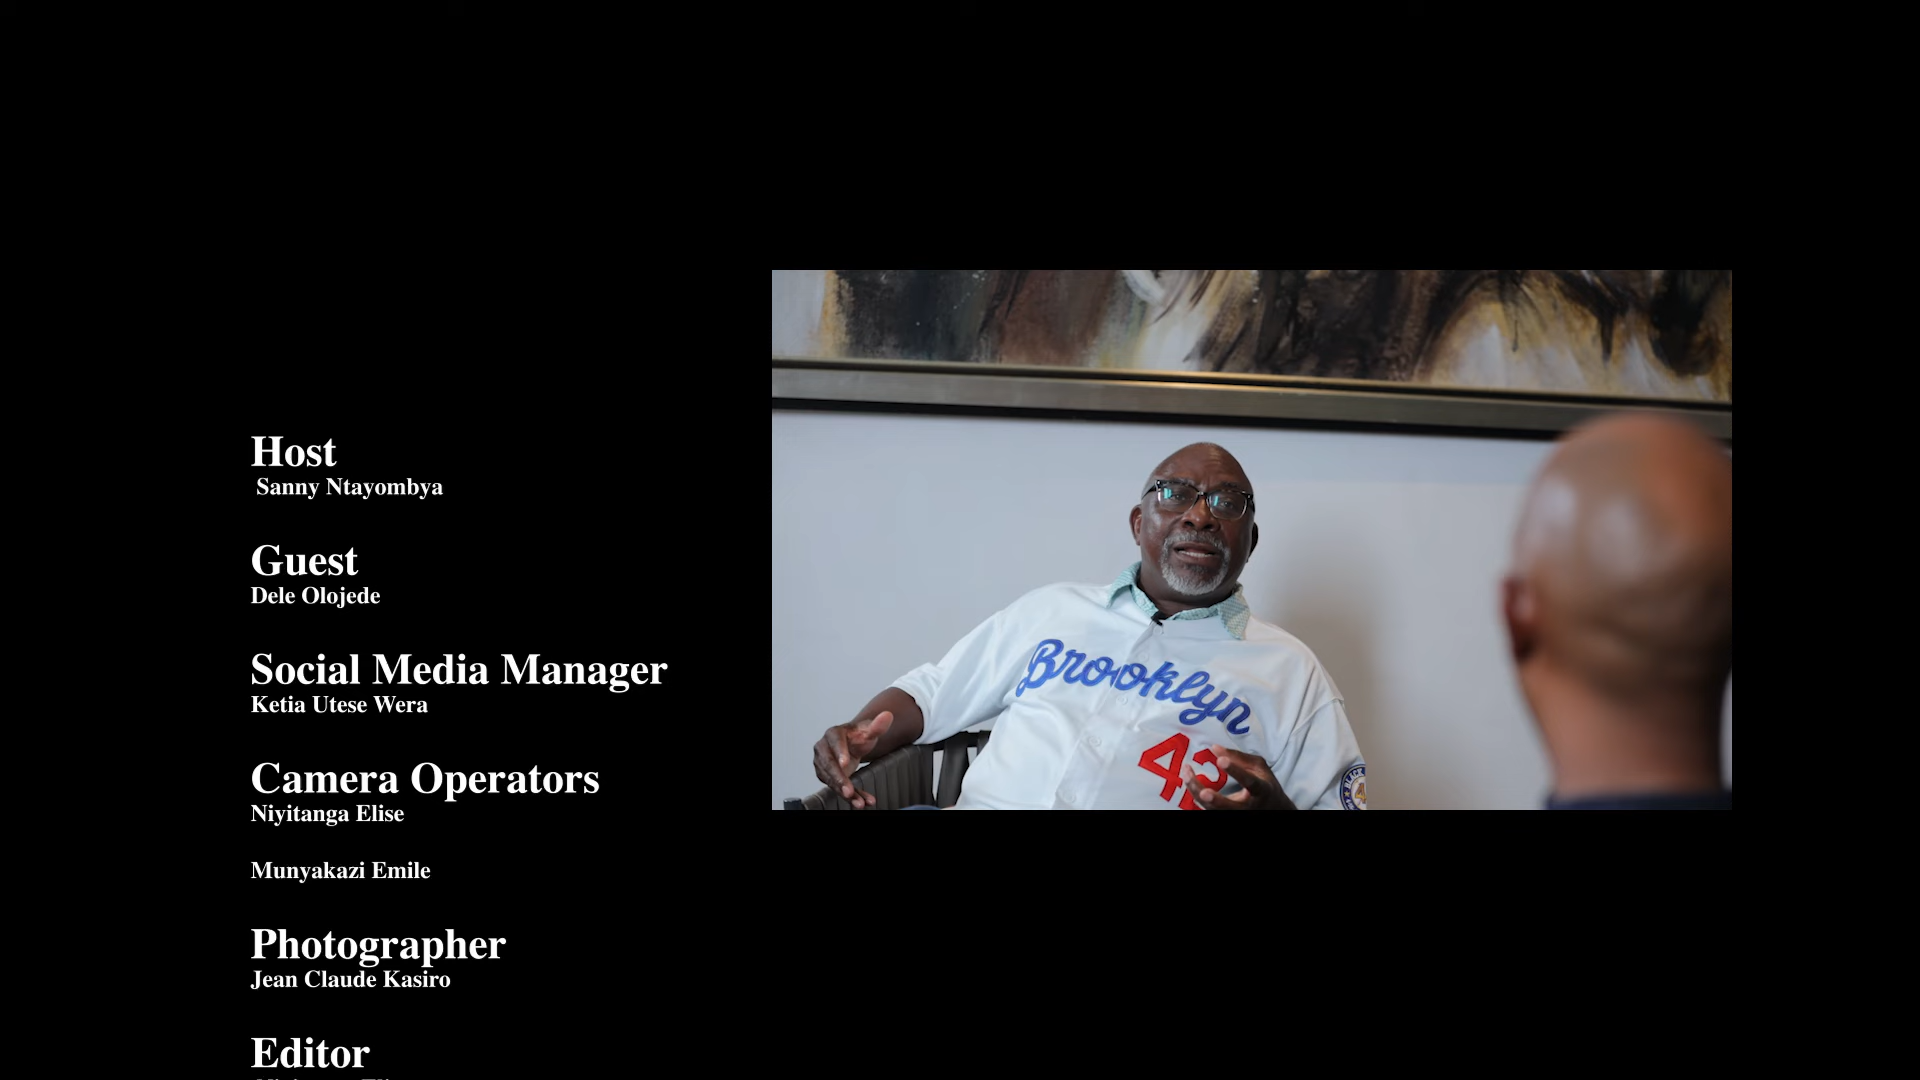 Host
Sanny Ntayombya
Guest
Dele Olojede
Social Media Manager
Ketia Utese Wera
Camera Operators
Niyitanga Elise
Munyakazi Emile
Photographer
Jean Claude Kasiro
Editor
Brooklyn
42